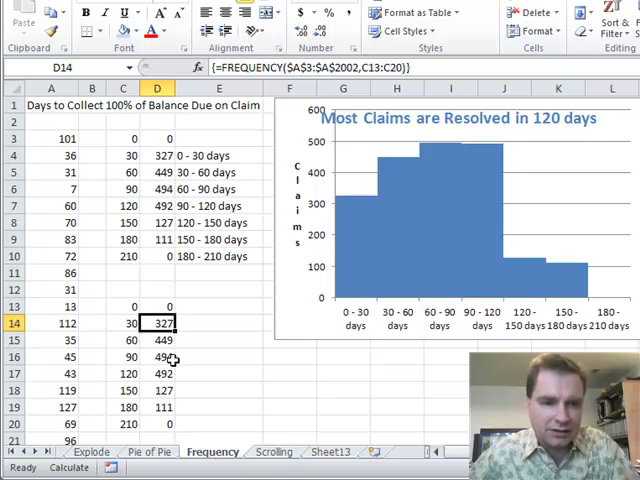 Paste
B I U
$ % ,
Format as Table
Cell Styles
Delete
Format
Sort &
Filter
Clipboard Font Alignment Number Styles Cells
D14 fx {=FREQUENCY($A$3:$A$2002,C13:C20)}
A B C D E F G H I J K L
1 Days to Collect 100% of Balance Due on Claim
2
3 101 0 0
4 36 30 327 0 - 30 days
5 71 60 449 30 - 60 days
6 7 90 494 60 - 90 days
7 60 120 492 90 - 120 days
8 70 150 127 120 - 150 days
9 83 180 111 150 - 180 days
10 72 210 0 180 - 210 days
11 86
12 31
13 13 0 0
14 112 30 327
15 35 60 449
16 45 90 494
17 43 120 492
18 119 150 127
19 127 180 111
20 69 210 0
21 96
Most Claims are Resolved in 120 days
Claims
600
500
400
300
200
100
0
0 - 30 days 30 - 60 days 60 - 90 days 90 - 120 days 120 - 150 days 150 - 180 days 180 - 210 days
Explode Pie of Pie Frequency Scrolling Sheet13
Ready Calculate